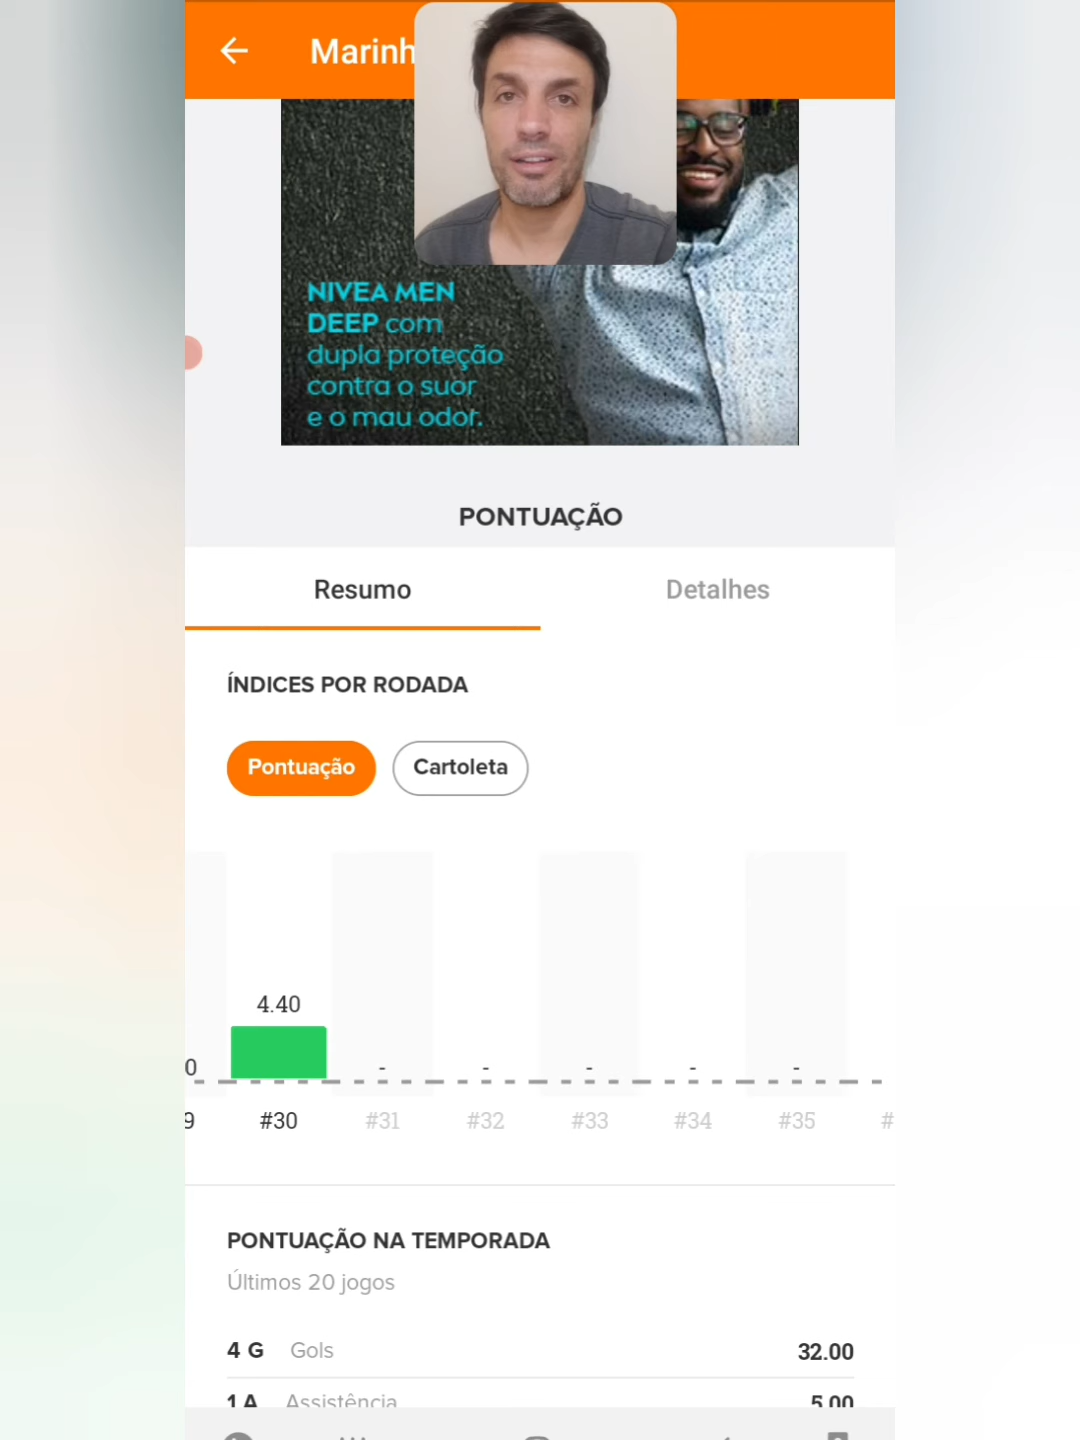 Marinh
NIVEA MEN
DEEP com
dupla proteção
contra o suor
e o mau odor.
PONTUAÇÃO
Resumo Detalhes
ÍNDICES POR RODADA
Pontuação Cartoleta
4.40
0 - - - - -
9 #30 #31 #32 #33 #34 #35 #
PONTUAÇÃO NA TEMPORADA
Últimos 20 jogos
4 G Gols 32.00
1 A Assistência 5.00